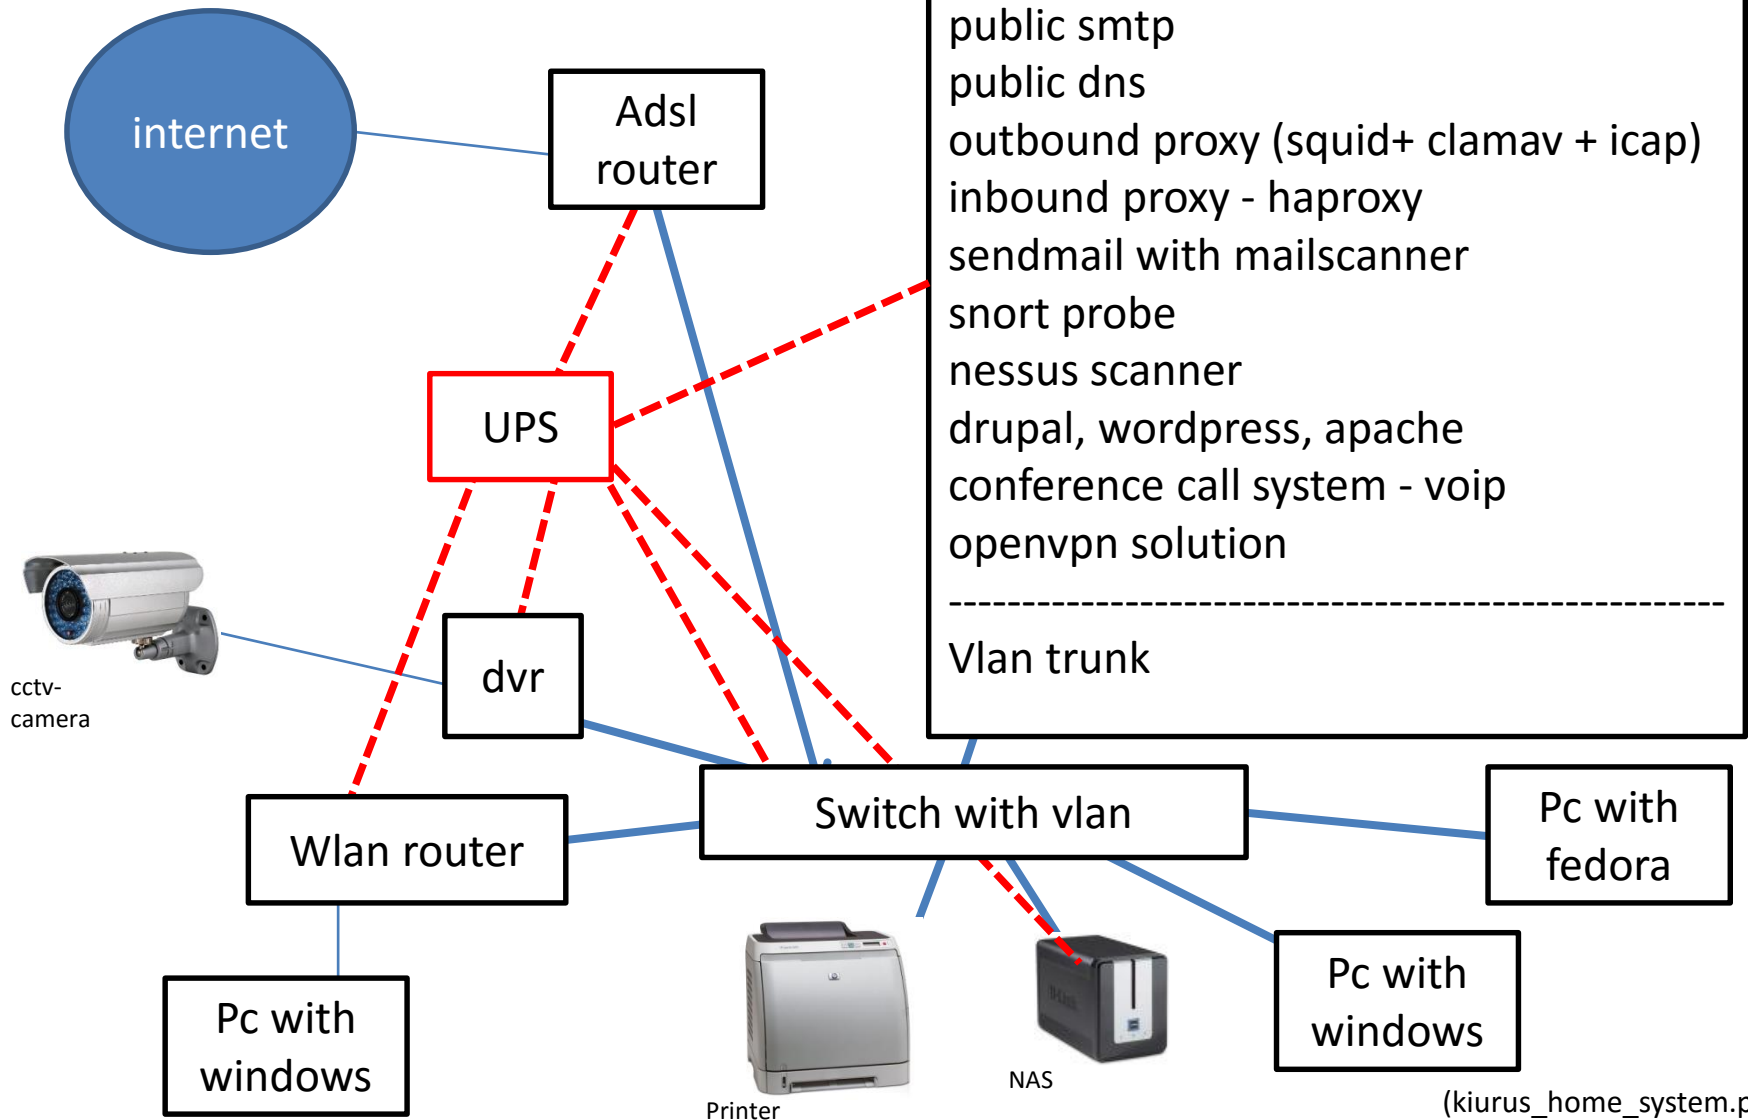 public smtp
public dns
outbound proxy (squid+ clamav + icap)
inbound proxy - haproxy
sendmail with mailscanner
snort probe
nessus scanner
drupal, wordpress, apache
conference call system - voip
openvpn solution
-----------------------------------------------------
Vlan trunk
internet
Adsl
router
UPS
cctv-
camera
dvr
Switch with vlan
Wlan router
Pc with
fedora
Pc with
windows
Printer
NAS
D-Link
Pc with
windows
(kiurus_home_system.p